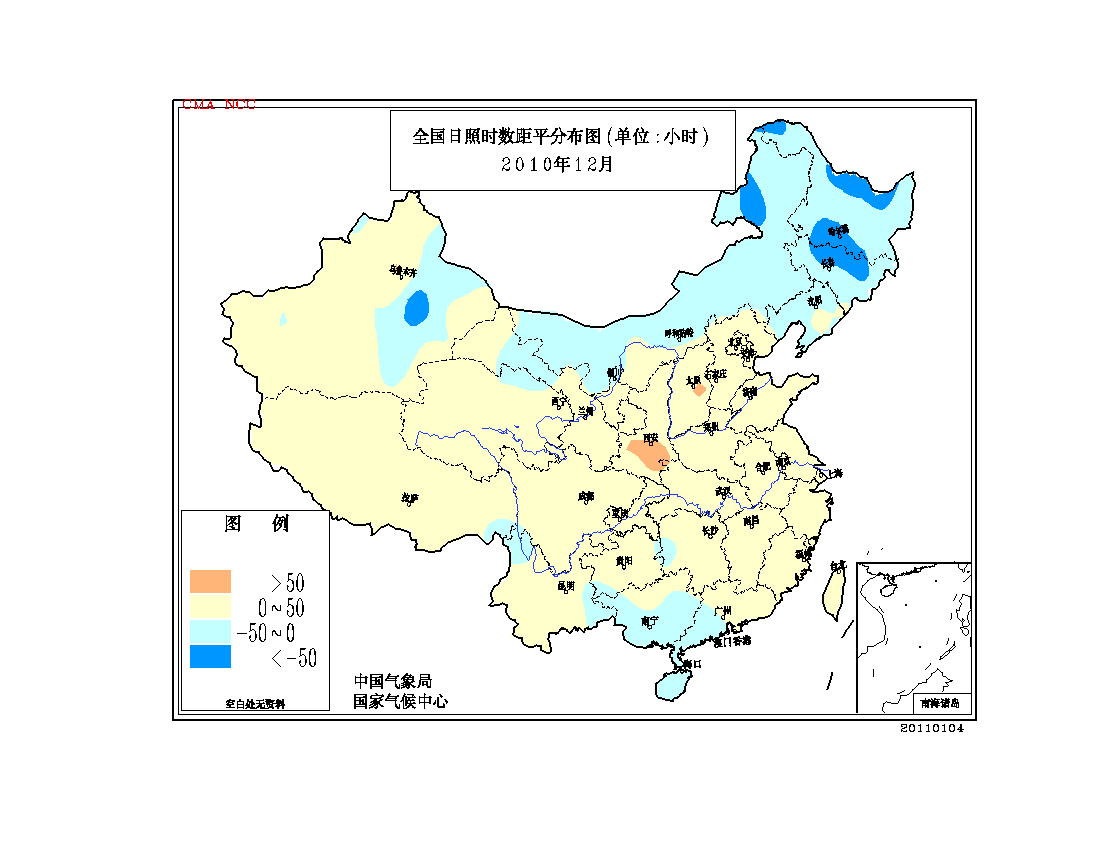 CMA NCC
全国日照时数距平分布图(单位:小时)
2010年12月
哈尔滨
长春
乌鲁木齐
沈阳
呼和浩特
北京
天津
银川
太原
石家庄
济南
西宁
兰州
郑州
西安
合肥
南京
上海
拉萨
成都
武汉
重庆
南昌
长沙
贵阳
福州
昆明
台北
南宁
广州
澳门 香港
海口
图 例
>50
0~50
-50~0
<-50
空白处无资料
中国气象局
国家气候中心
南海诸岛
20110104